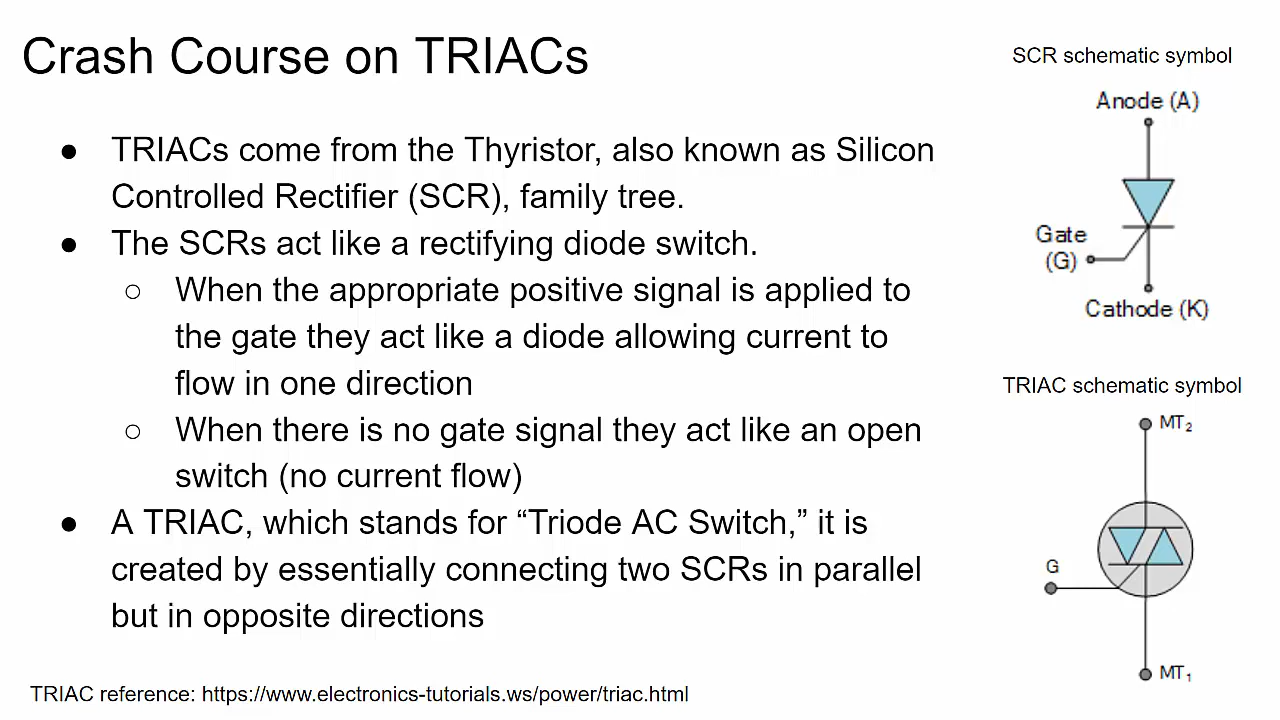 Crash Course on TRIACs
● TRIACs come from the Thyristor, also known as Silicon
Controlled Rectifier (SCR), family tree.
● The SCRs act like a rectifying diode switch.
○ When the appropriate positive signal is applied to
the gate they act like a diode allowing current to
flow in one direction
○ When there is no gate signal they act like an open
switch (no current flow)
● A TRIAC, which stands for “Triode AC Switch,” it is
created by essentially connecting two SCRs in parallel
but in opposite directions
TRIAC reference: https://www.electronics-tutorials.ws/power/triac.html
SCR schematic symbol
Anode (A)
Gate
(G)
Cathode (K)
TRIAC schematic symbol
MT₂
G
MT₁